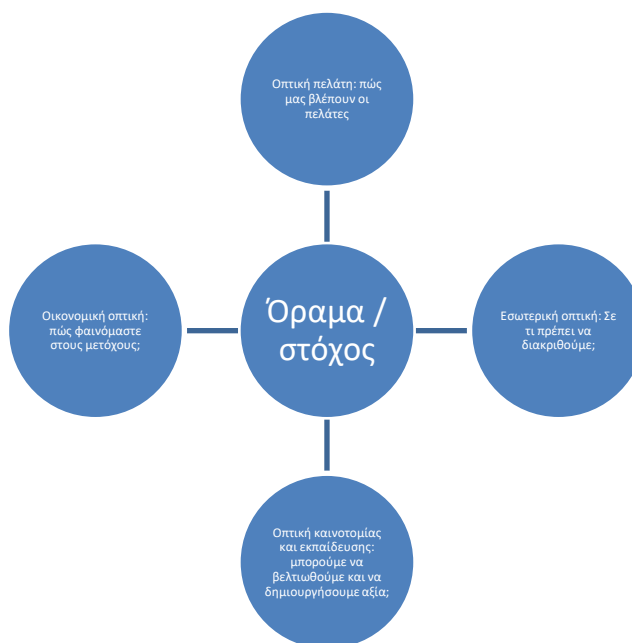 Οπτική πελάτη: πώς
μας βλέπουν οι
πελάτες
Οικονομική οπτική:
πώς φαινόμαστε
στους μετόχους;
Όραμα /
στόχος
Εσωτερική οπτική: Σε
τι πρέπει να
διακριθούμε;
Οπτική καινοτομίας
και εκπαίδευσης:
μπορούμε να
βελτιωθούμε και να
δημιουργήσουμε αξία;